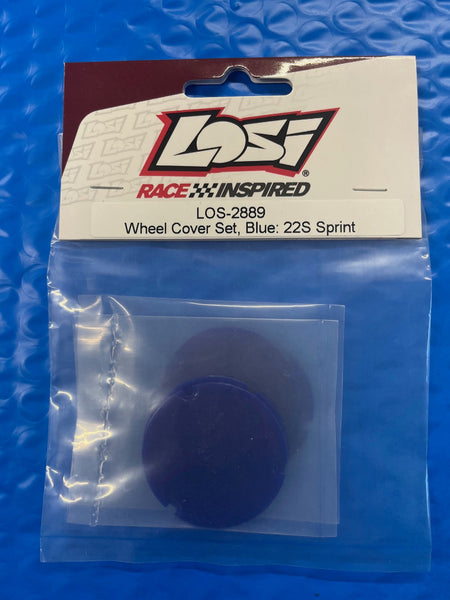 LOSI®
RACE INSPIRED
LOS-2889
Wheel Cover Set, Blue: 22S Sprint